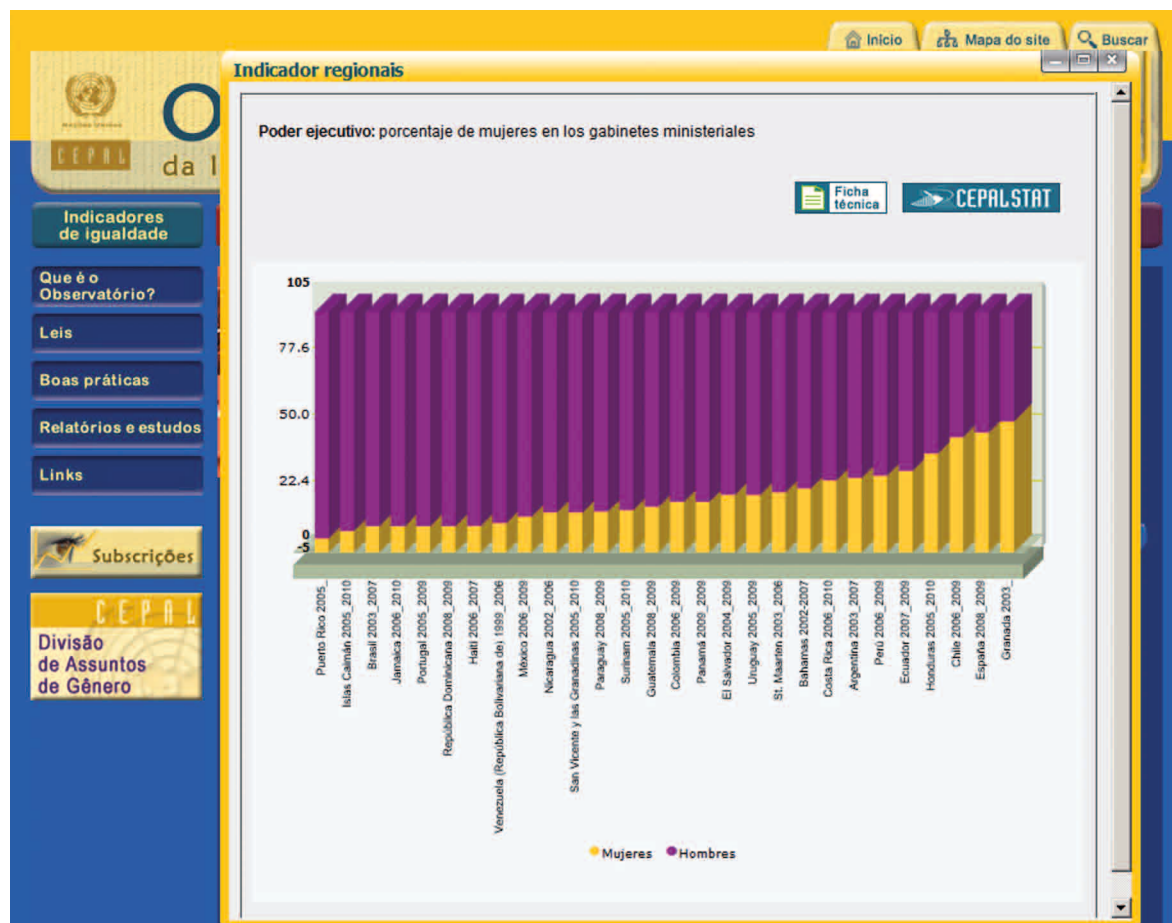 Inicio
Mapa do site
Buscar
Indicador regionais
Nações Unidas
CEPAL
O
da I
Poder ejecutivo: porcentaje de mujeres en los gabinetes ministeriales
Ficha
técnica
CEPALSTAT
Indicadores
de igualdade
Que é o
Observatório?
Leis
Boas práticas
Relatórios e estudos
Links
Subscrições
CEPAL
Divisão
de Assuntos
de Gênero
105
77.6
50.0
22.4
0
-5
Puerto Rico 2005_
Islas Caimán 2005_2010
Brasil 2003_2007
Jamaica 2006_2010
Portugal 2005_2009
República Dominicana 2008_2009
Haití 2006_2007
Venezuela (República Bolivariana de) 1999_2006
México 2006_2009
Nicaragua 2002_2006
San Vicente y las Granadinas 2005_2010
Paraguay 2008_2009
Surinam 2005_2010
Guatemala 2008_2009
Colombia 2006_2009
Panamá 2009_2009
El Salvador 2004_2009
Uruguay 2005_2009
St. Maarten 2003_2006
Bahamas 2002-2007
Costa Rica 2006_2010
Argentina 2003_2007
Perú 2006_2009
Ecuador 2007_2009
Honduras 2005_2010
Chile 2006_2009
España 2008_2009
Granada 2003_
Mujeres
Hombres